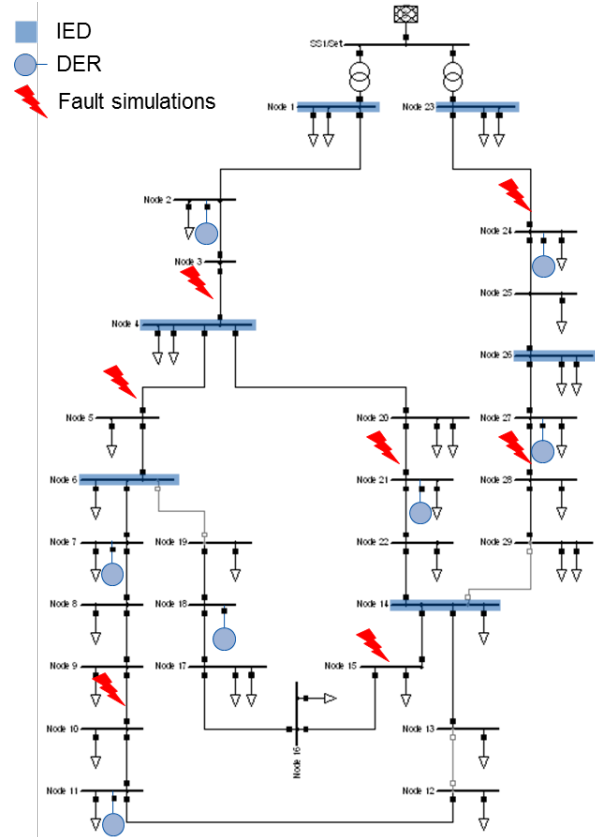 IED
DER
Fault simulations
SS1/Set
Node 1
Node 23
Node 2
Node 24
Node 3
Node 25
Node 4
Node 26
Node 5
Node 20
Node 27
Node 6
Node 21
Node 28
Node 7
Node 19
Node 22
Node 29
Node 8
Node 18
Node 14
Node 9
Node 17
Node 15
Node 10
Node 16
Node 13
Node 11
Node 12